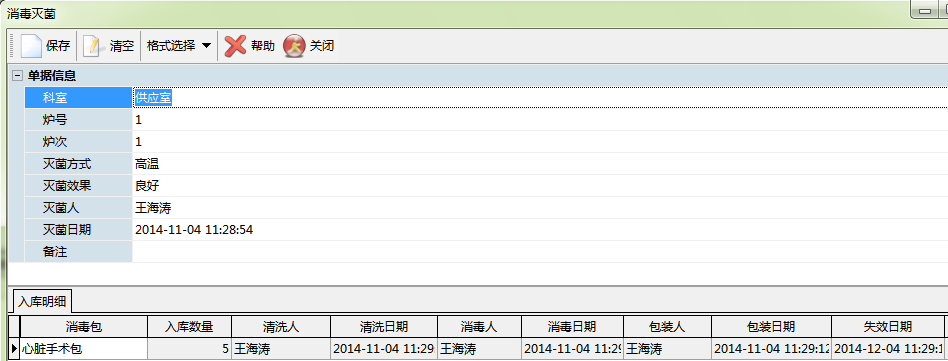 消毒灭菌
保存 清空 格式选择 帮助 关闭
单据信息
科室 供应室
炉号 1
炉次 1
灭菌方式 高温
灭菌效果 良好
灭菌人 王海涛
灭菌日期 2014-11-04 11:28:54
备注
入库明细
消毒包 入库数量 清洗人 清洗日期 消毒人 消毒日期 包装人 包装日期 失效日期
心脏手术包 5 王海涛 2014-11-04 11:29 王海涛 2014-11-04 11:29 王海涛 2014-11-04 11:29:12 2014-12-04 11:29:1